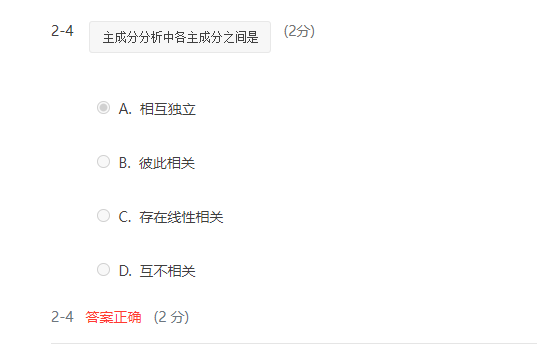 2-4 主成分分析中各主成分之间是 (2分)
A. 相互独立
B. 彼此相关
C. 存在线性相关
D. 互不相关
2-4 答案正确 (2 分)